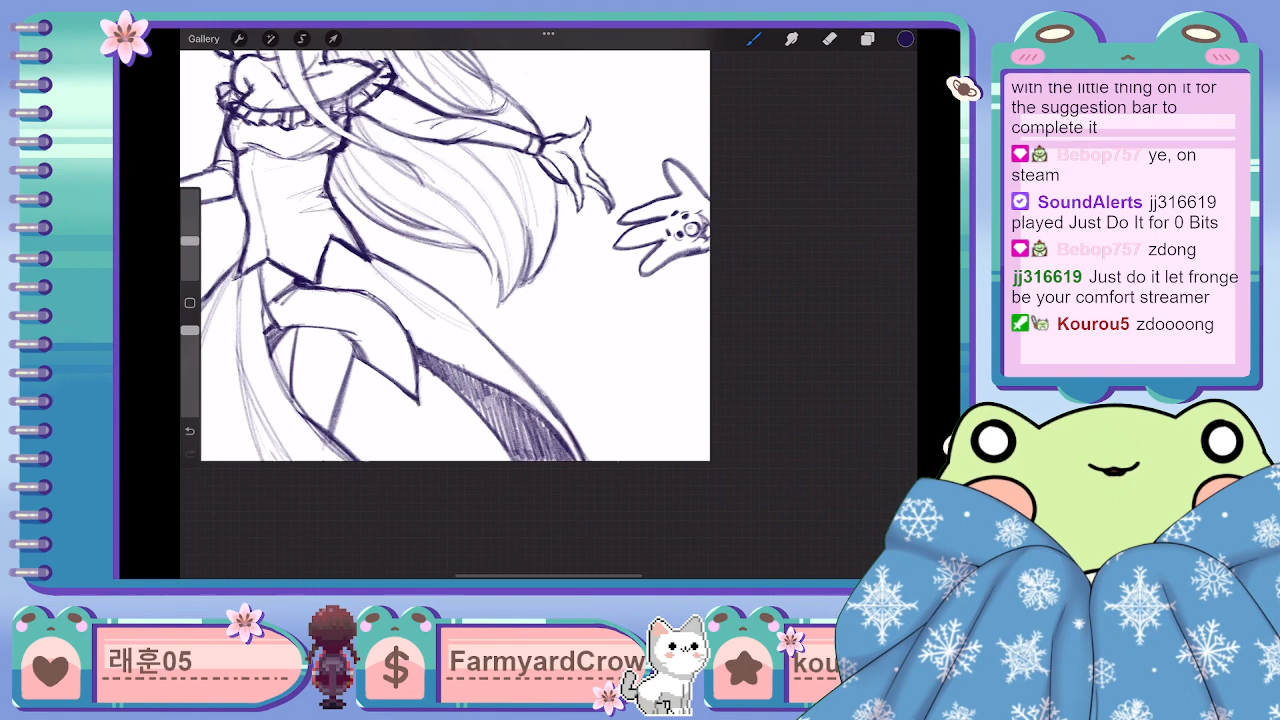 Gallery
with the little thing on it for
the suggestion bar to
complete it
Bebop757 ye, on
steam
SoundAlerts jj316619
played Just Do It for 0 Bits
Bebop757 zdong
jj316619 Just do it let fronge
be your comfort streamer
Kourou5 zdoooong
래훈05
$ FarmyardCrow
kou